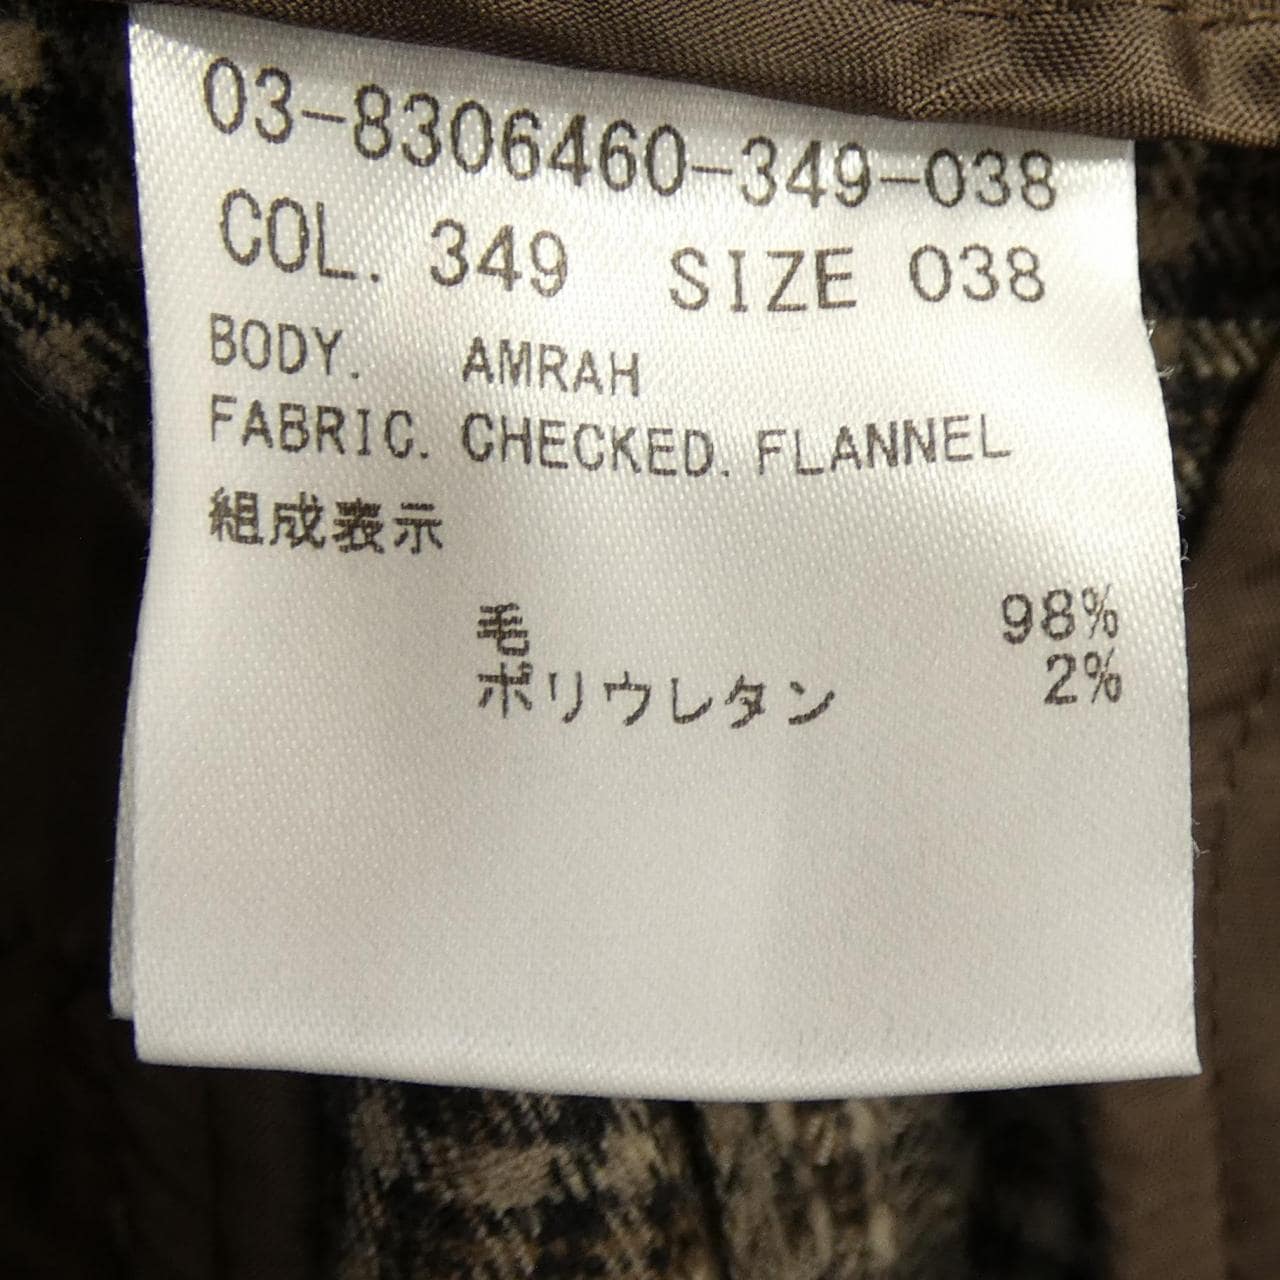 03-8306460-349-038
COL. 349 SIZE 038
BODY. AMRAH
FABRIC. CHECKED. FLANNEL
組成表示
毛 98%
ポリウレタン 2%